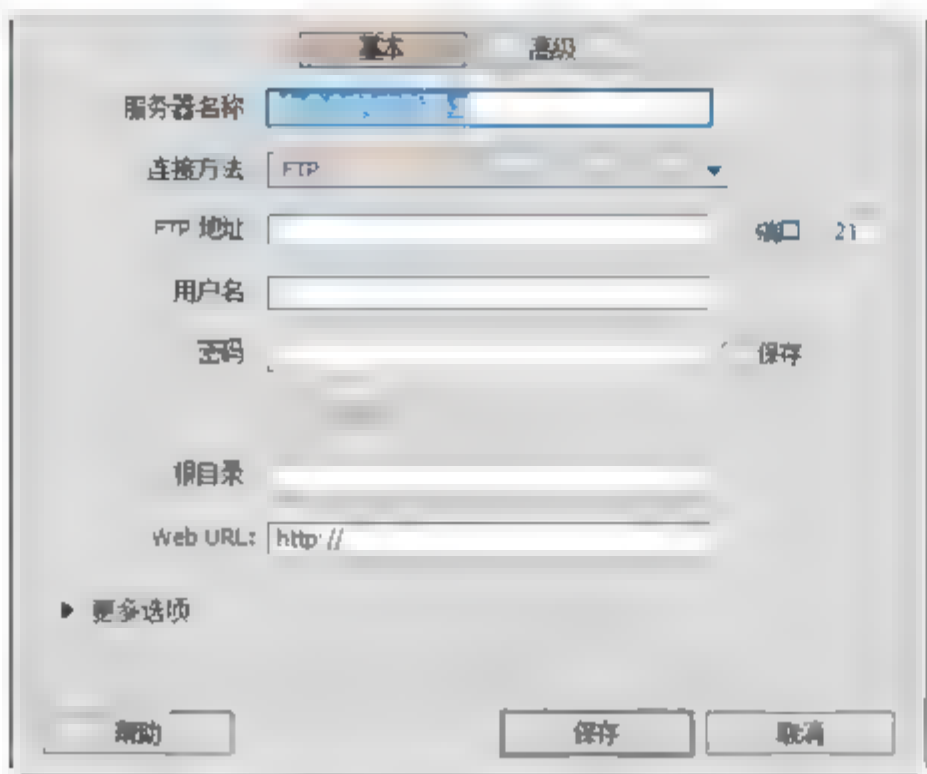 基本 高级
服务器名称
连接方法 FTP
FTP 地址 端口 21
用户名
密码 保存
根目录
Web URL: http://
更多选项
帮助 保存 取消